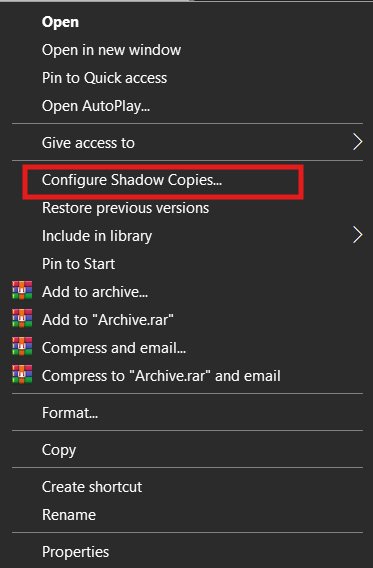 Open
Open in new window
Pin to Quick access
Open AutoPlay...
Give access to
Configure Shadow Copies...
Restore previous versions
Include in library
Pin to Start
Add to archive...
Add to "Archive.rar"
Compress and email...
Compress to "Archive.rar" and email
Format...
Copy
Create shortcut
Rename
Properties